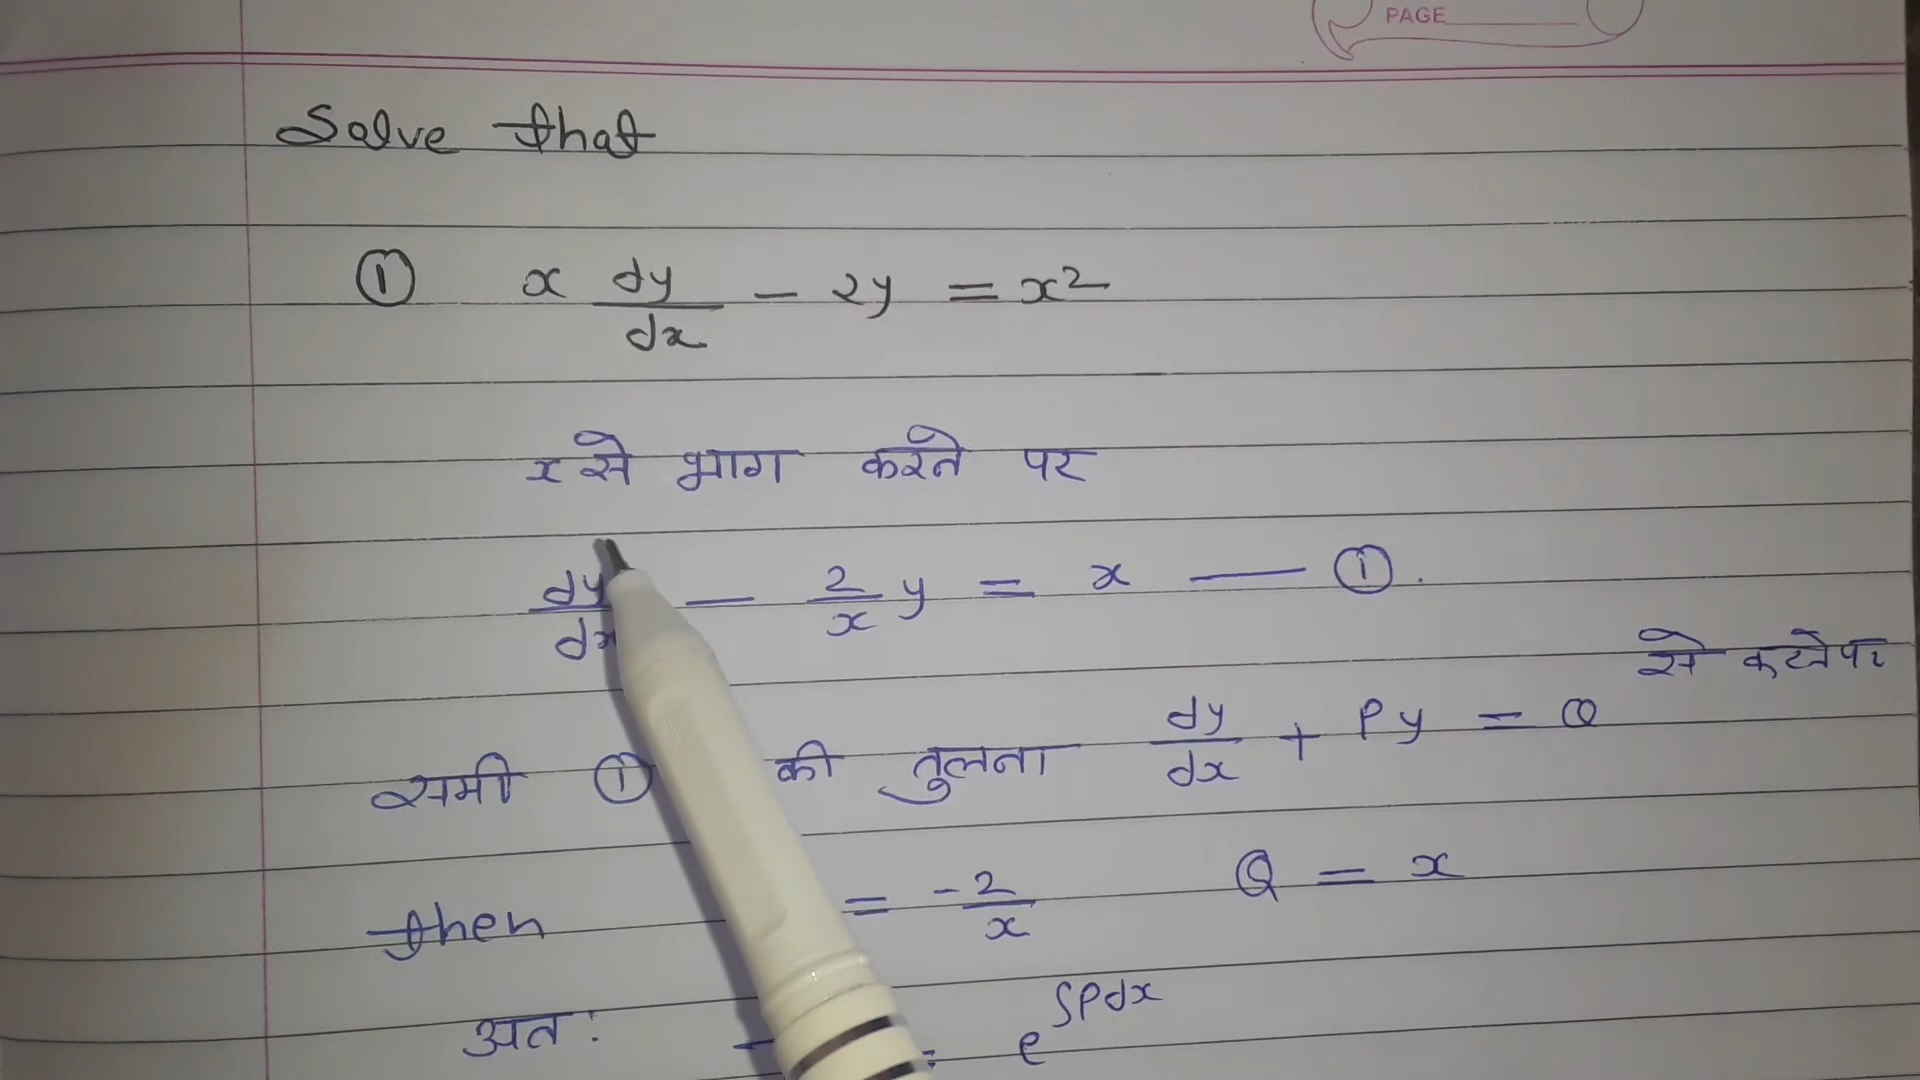 PAGE
Solve that
① x dy/dx - 2y = x²
x से भाग करने पर
dy/dx - 2/x y = x — ①.
समी ① की तुलना dy/dx + Py = Q से करने पर
then = -2/x Q = x
अत: = e^∫Pdx